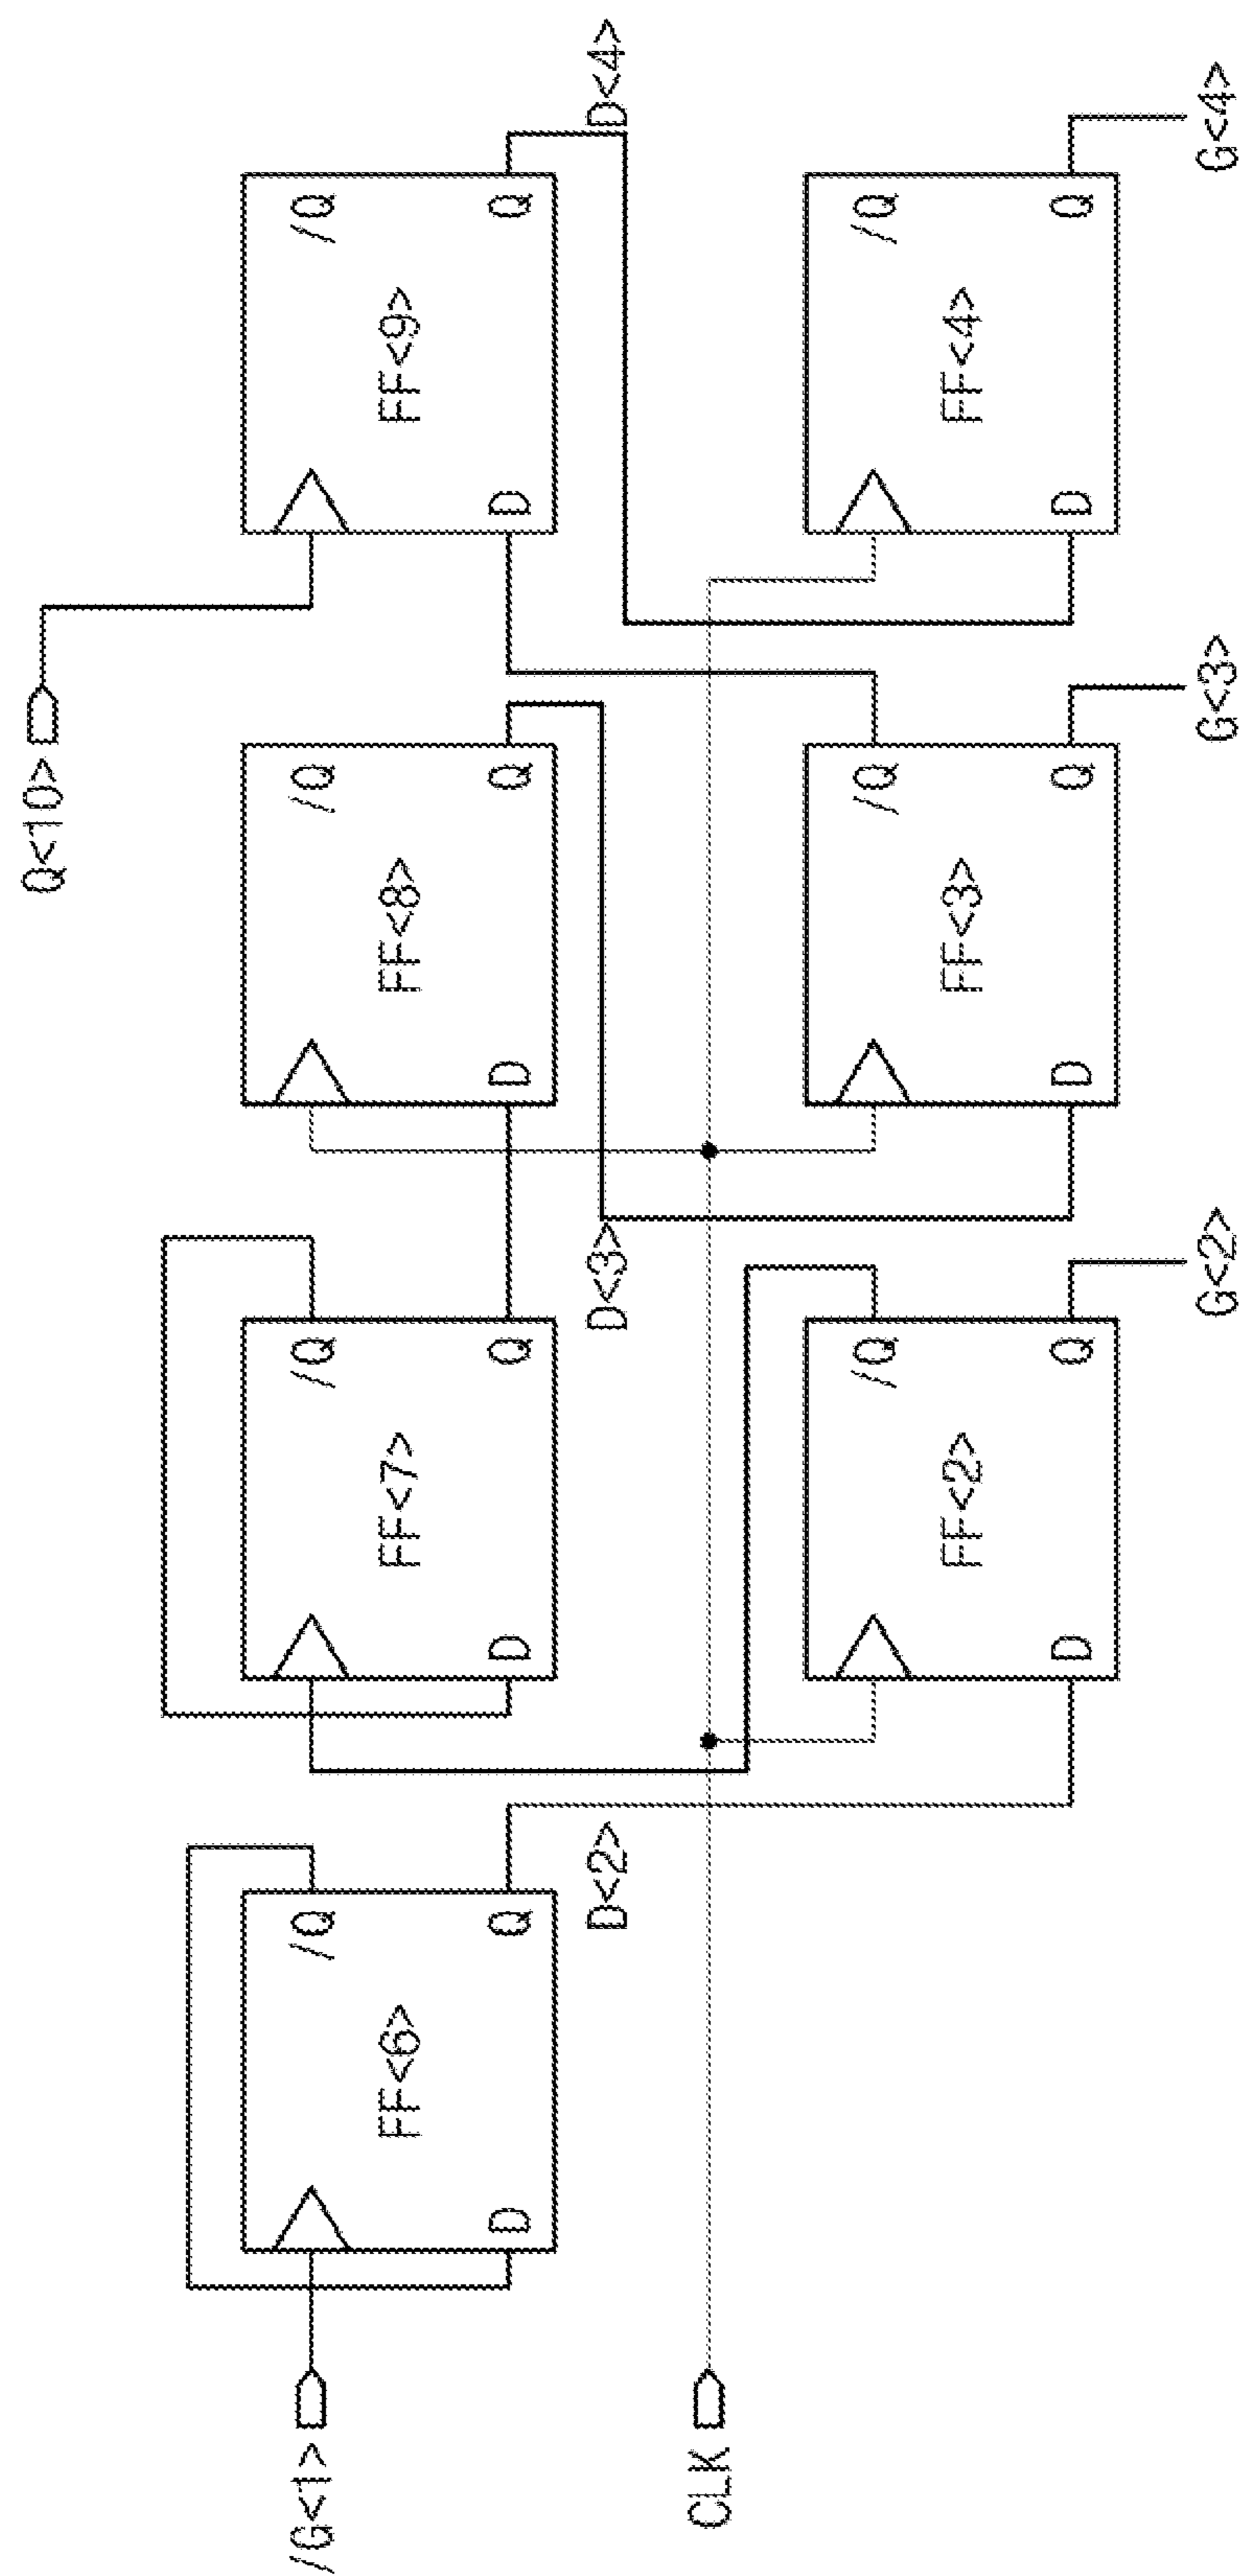 Q<10>
/Q
/Q
/Q
/Q
FF<6>
FF<7>
FF<8>
FF<9>
/G<1>
D
Q
D
Q
D
Q
D
Q
D<2>
D<3>
D<4>
CLK
/Q
/Q
/Q
FF<2>
FF<3>
FF<4>
D
Q
D
Q
D
Q
G<2>
G<3>
G<4>